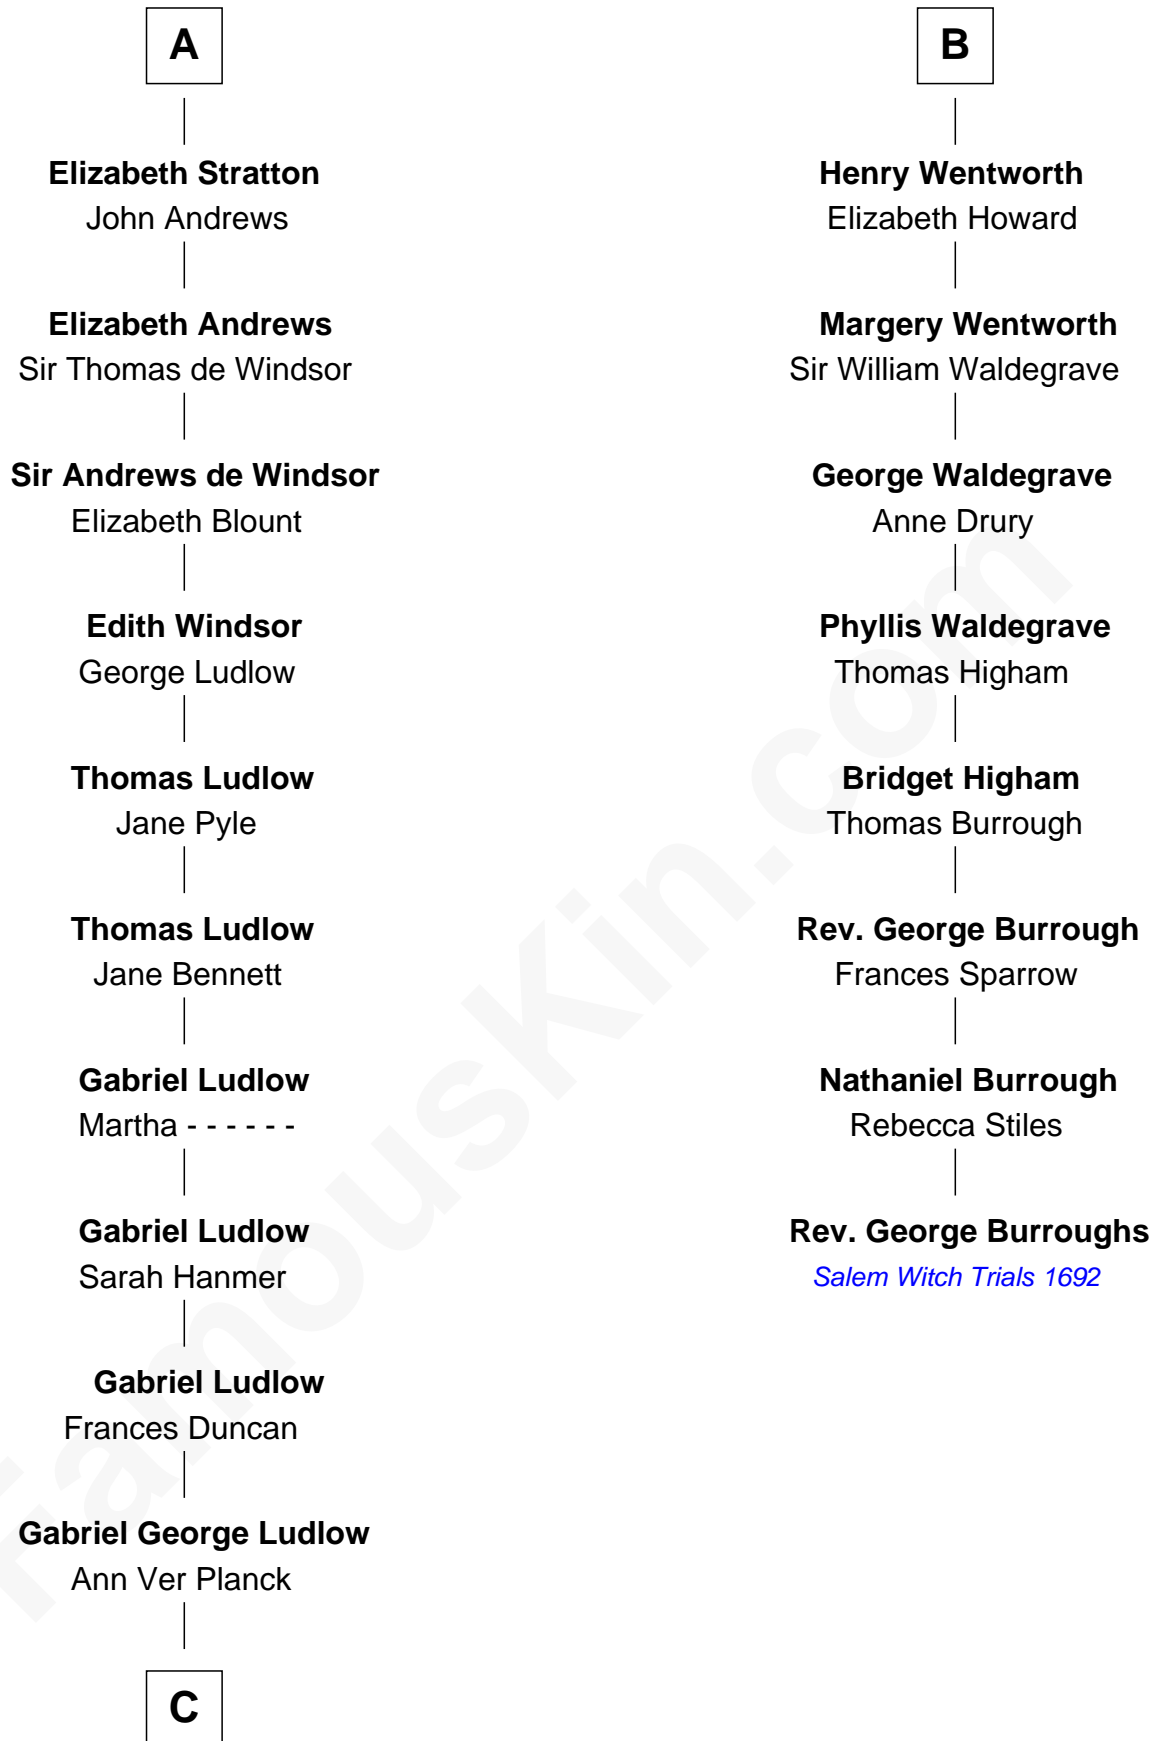 A
Elizabeth Stratton
John Andrews
Elizabeth Andrews
Sir Thomas de Windsor
Sir Andrews de Windsor
Elizabeth Blount
Edith Windsor
George Ludlow
Thomas Ludlow
Jane Pyle
Thomas Ludlow
Jane Bennett
Gabriel Ludlow
Martha - - - - - -
Gabriel Ludlow
Sarah Hanmer
Gabriel Ludlow
Frances Duncan
Gabriel George Ludlow
Ann Ver Planck
C
B
Henry Wentworth
Elizabeth Howard
Margery Wentworth
Sir William Waldegrave
George Waldegrave
Anne Drury
Phyllis Waldegrave
Thomas Higham
Bridget Higham
Thomas Burrough
Rev. George Burrough
Frances Sparrow
Nathaniel Burrough
Rebecca Stiles
Rev. George Burroughs
Salem Witch Trials 1692
FamousKin.com